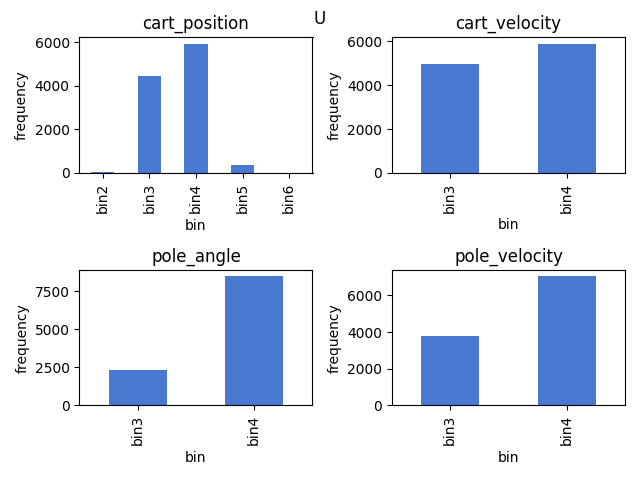 U
cart_position
frequency
6000
4000
2000
0
bin2
bin3
bin4
bin5
bin6
bin
cart_velocity
frequency
6000
4000
2000
0
bin3
bin4
bin
pole_angle
frequency
7500
5000
2500
0
bin3
bin4
bin
pole_velocity
frequency
6000
4000
2000
0
bin3
bin4
bin